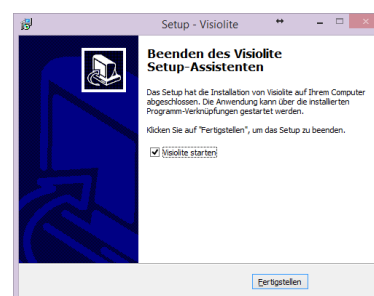 Setup - Visiolite
Beenden des Visiolite
Setup-Assistenten
Das Setup hat die Installation von Visiolite auf Ihrem Computer
abgeschlossen. Die Anwendung kann über die installierten
Programm-Verknüpfungen gestartet werden.
Klicken Sie auf "Fertigstellen", um das Setup zu beenden.
Visiolite starten
Fertigstellen